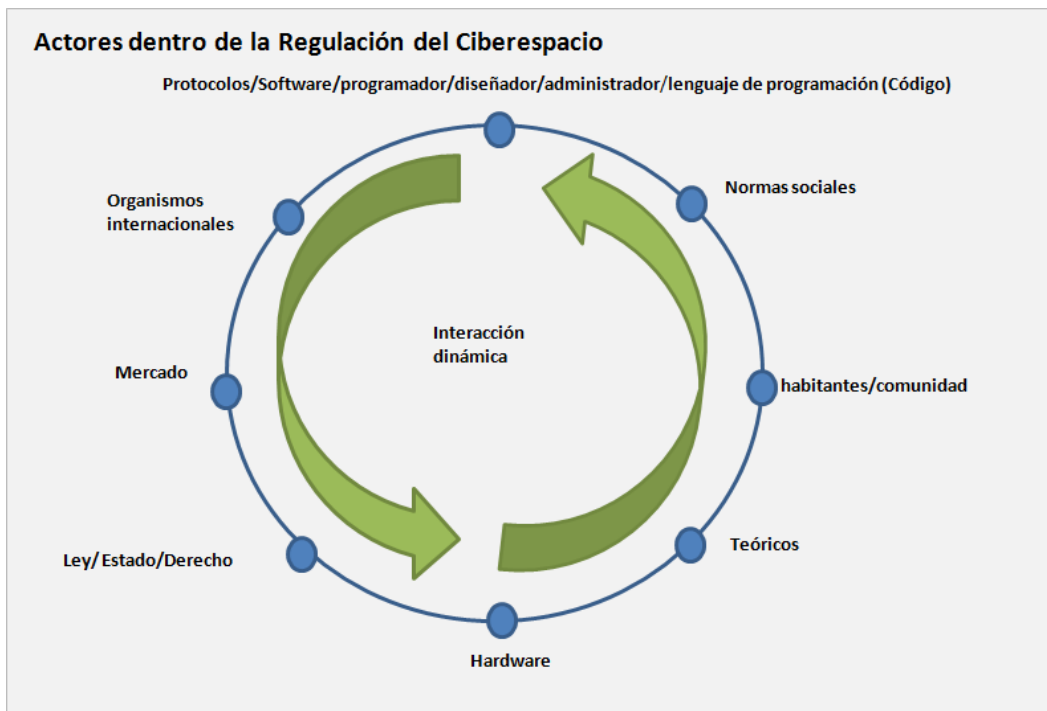 Actores dentro de la Regulación del Ciberespacio
Protocolos/Software/programador/diseñador/administrador/lenguaje de programación (Código)
Organismos
internacionales
Normas sociales
Interacción
dinámica
Mercado
habitantes/comunidad
Ley/ Estado/Derecho
Teóricos
Hardware